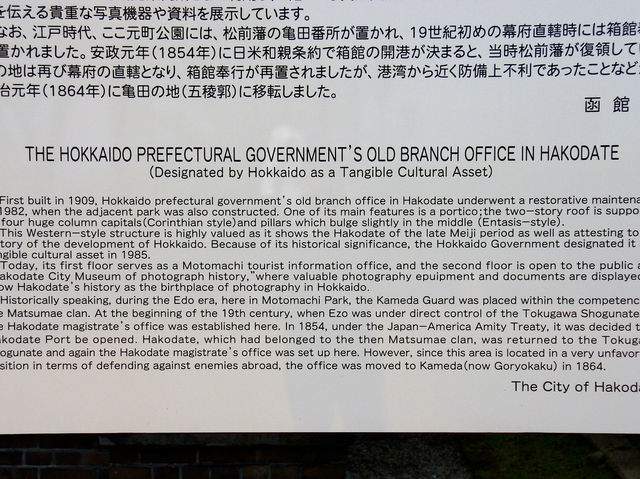 を伝える貴重な写真機器や資料を展示しています。
なお、江戸時代、ここ元町公園には、松前藩の亀田番所が置かれ、19世紀初めの幕府直轄時には箱館
置かれました。安政元年(1854年)に日米和親条約で箱館の開港が決まると、当時松前藩が復領して
の地は再び幕府の直轄となり、箱館奉行が再置されましたが、港湾から近く防備上不利であったことなど
治元年(1864年)に亀田の地(五稜郭)に移転しました。
函 館
THE HOKKAIDO PREFECTURAL GOVERNMENT'S OLD BRANCH OFFICE IN HAKODATE
(Designated by Hokkaido as a Tangible Cultural Asset)
First built in 1909, Hokkaido prefectural government's old branch office in Hakodate underwent a restorative maintena
1982, when the adjacent park was also constructed. One of its main features is a portico;the two-story roof is suppo
four huge column capitals(Corinthian style)and pillars which bulge slightly in the middle (Entasis-style).
This Western-style structure is highly valued as it shows the Hakodate of the late Meiji period as well as attesting to
tory of the development of Hokkaido. Because of its historical significance, the Hokkaido Government designated it
ngible cultural asset in 1985.
Today, its first floor serves as a Motomachi tourist information office, and the second floor is open to the public a
akodate City Museum of photograph history,"where valuable photography epuipment and documents are displayed
ow Hakodate's history as the birthplace of photography in Hokkaido.
Historically speaking, during the Edo era, here in Motomachi Park, the Kameda Guard was placed within the competenc
e Matsumae clan. At the beginning of the 19th century, when Ezo was under direct control of the Tokugawa Shogunate
e Hakodate magistrate's office was established here. In 1854, under the Japan-America Amity Treaty, it was decided t
akodate Port be opened. Hakodate, which had belonged to the then Matsumae clan, was returned to the Tokuga
ogunate and again the Hakodate magistrate's office was set up here. However, since this area is located in a very unfavor
sition in terms of defending against enemies abroad, the office was moved to Kameda(now Goryokaku) in 1864.
The City of Hakoda